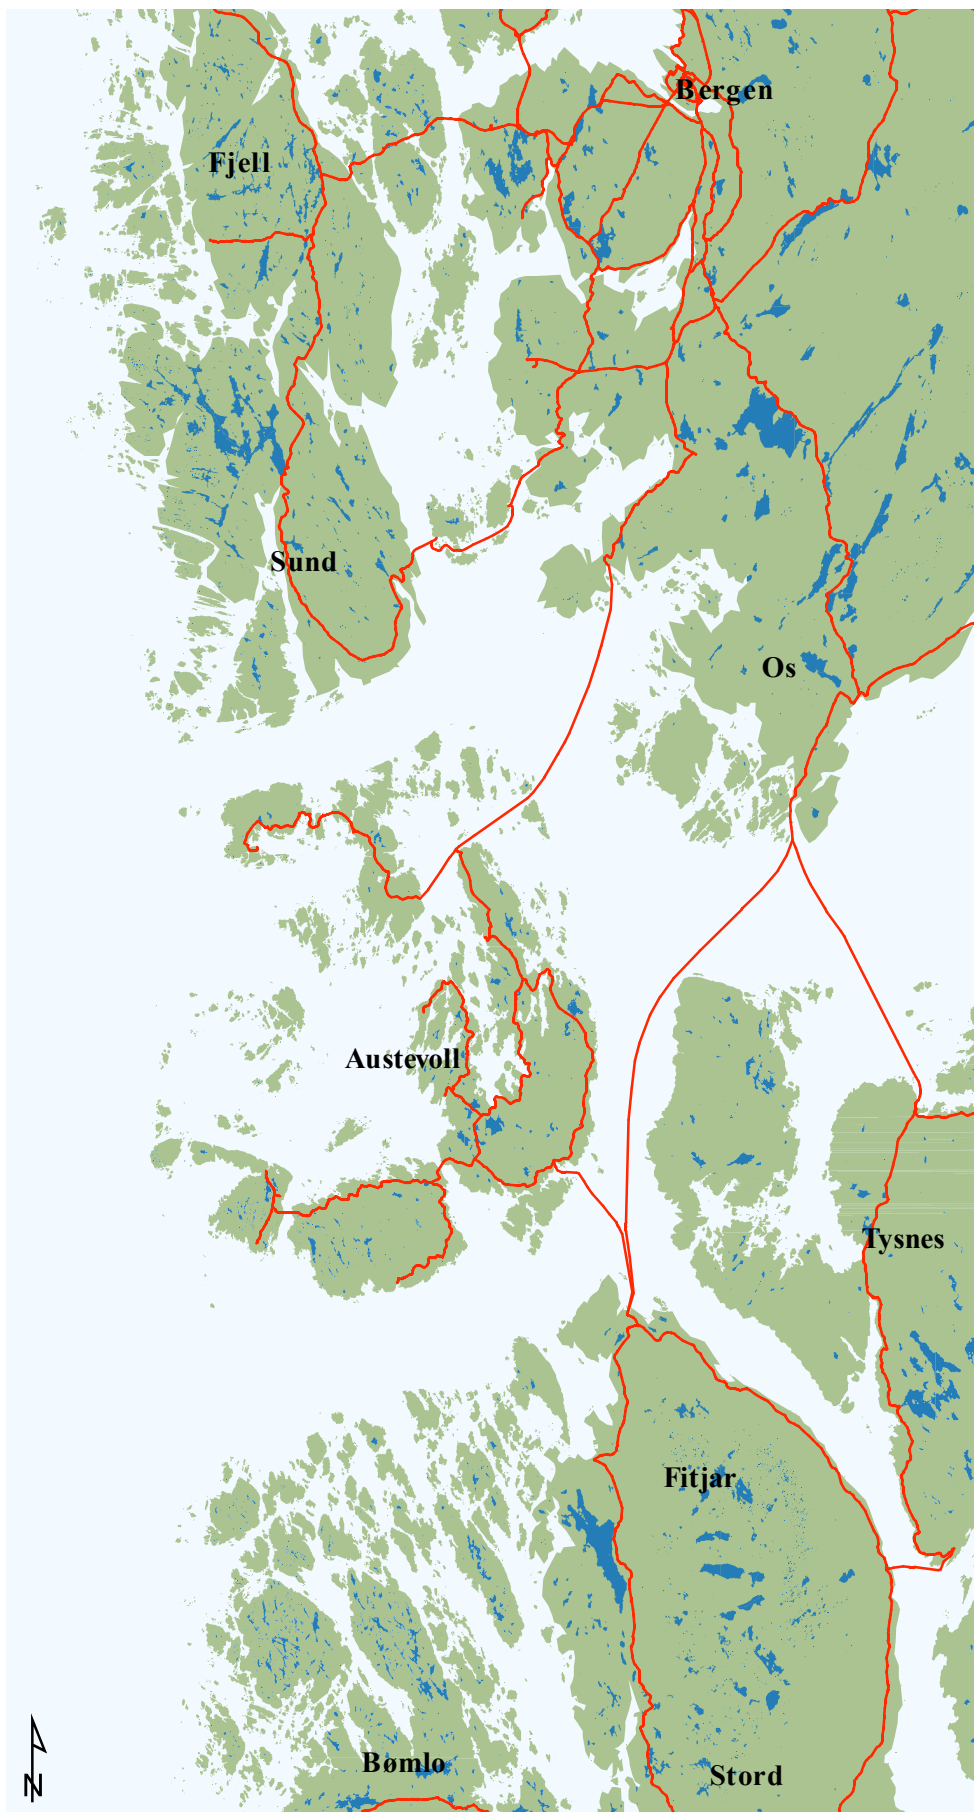 Bergen
Fjell
Sund
Os
Austevoll
Tysnes
Fitjar
Bømlo
Stord
N